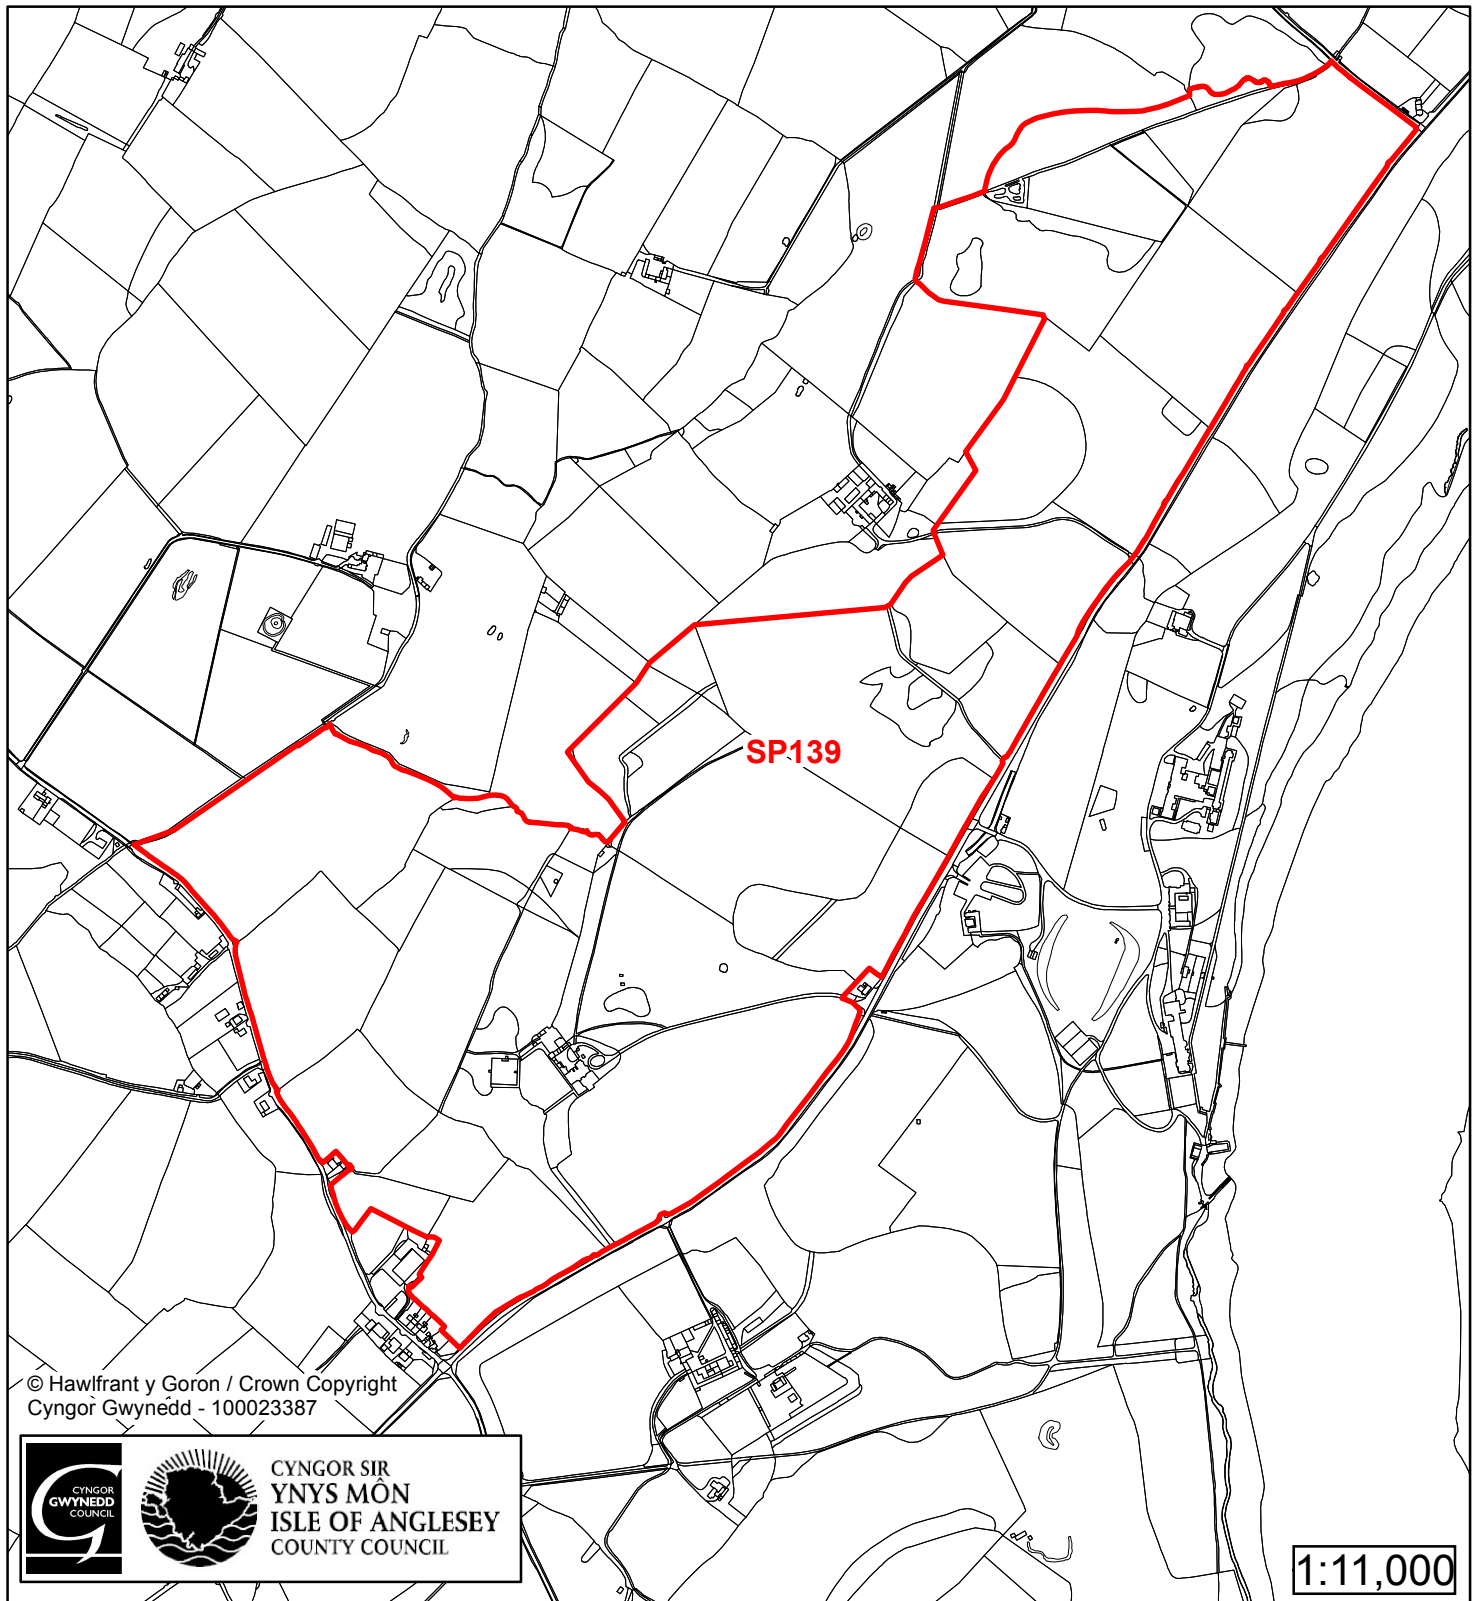 SP139
© Hawlfrant y Goron / Crown Copyright
Cyngor Gwynedd - 100023387
CYNGOR
GWYNEDD
COUNCIL
CYNGOR SIR
YNYS MÔN
ISLE OF ANGLESEY
COUNTY COUNCIL
1:11,000